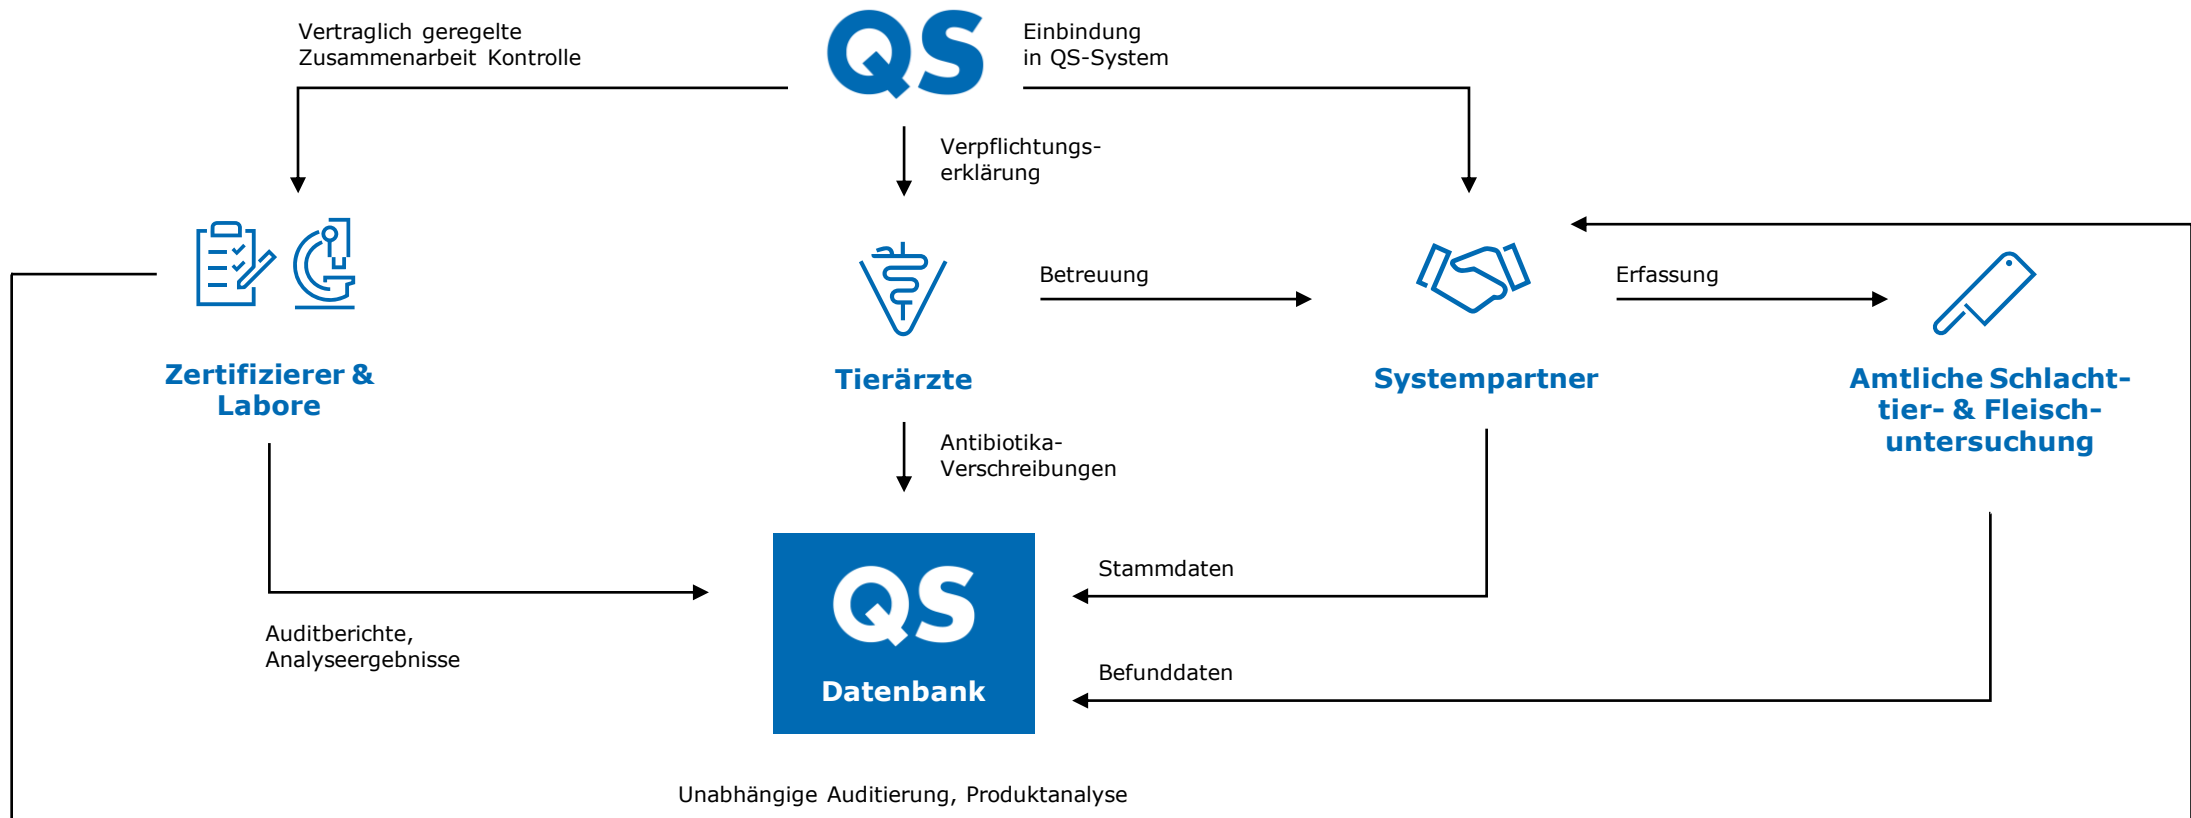 Vertraglich geregelte
Zusammenarbeit Kontrolle
QS
Einbindung
in QS-System
Verpflichtungs-
erklärung
Betreuung
Erfassung
Zertifizierer &
Labore
Tierärzte
Systempartner
Amtliche Schlacht-
tier- & Fleisch-
untersuchung
Antibiotika-
Verschreibungen
Stammdaten
QS
Auditberichte,
Analyseergebnisse
Befunddaten
Datenbank
Unabhängige Auditierung, Produktanalyse